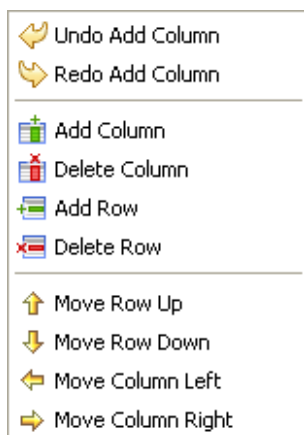 Undo Add Column
Redo Add Column
Add Column
Delete Column
Add Row
Delete Row
Move Row Up
Move Row Down
Move Column Left
Move Column Right